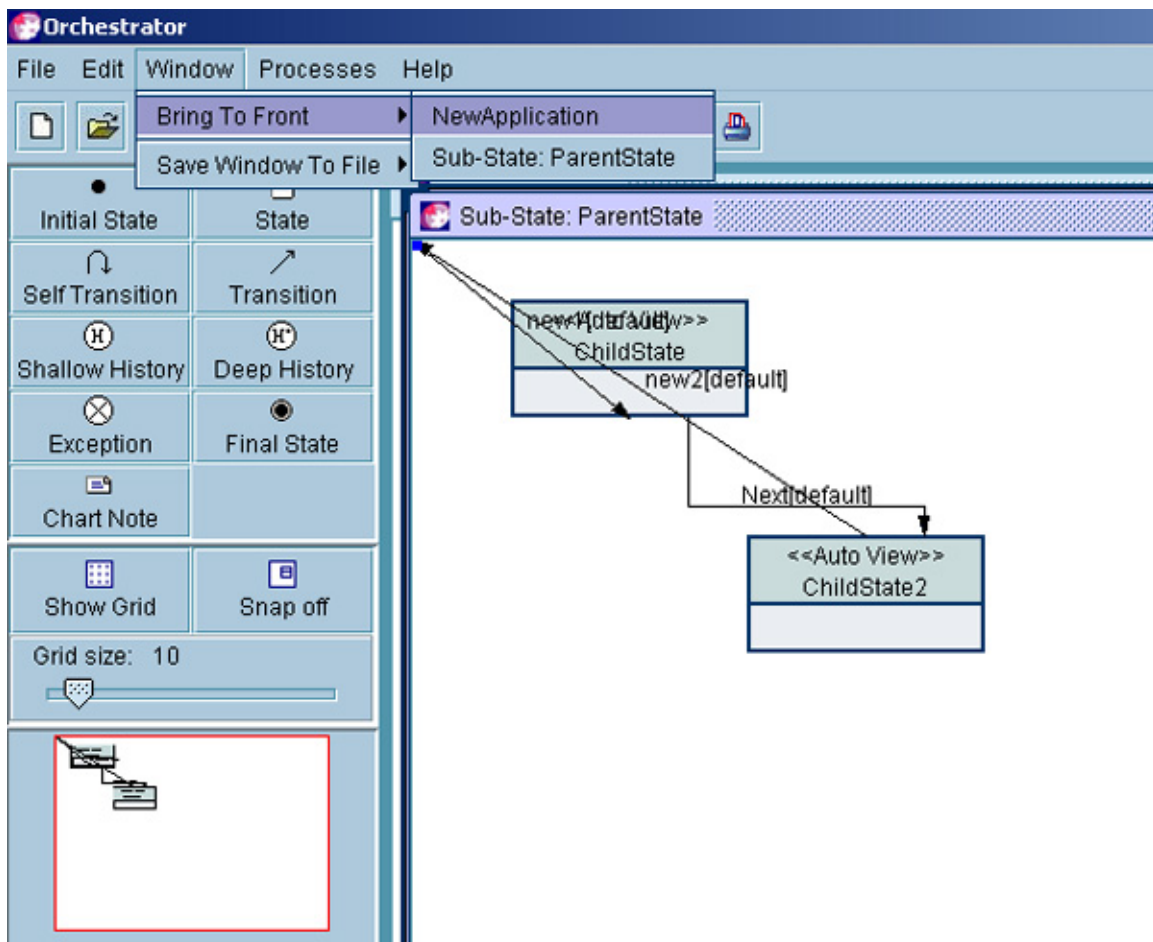 Orchestrator
File Edit Window Processes Help
Bring To Front
NewApplication
Save Window To File
Sub-State: ParentState
Initial State
State
Sub-State: ParentState
Self Transition
Transition
Shallow History
Deep History
Exception
Final State
Chart Note
Show Grid
Snap off
Grid size: 10
ChildState
new2[default]
Next[default]
<<Auto View>>
ChildState2